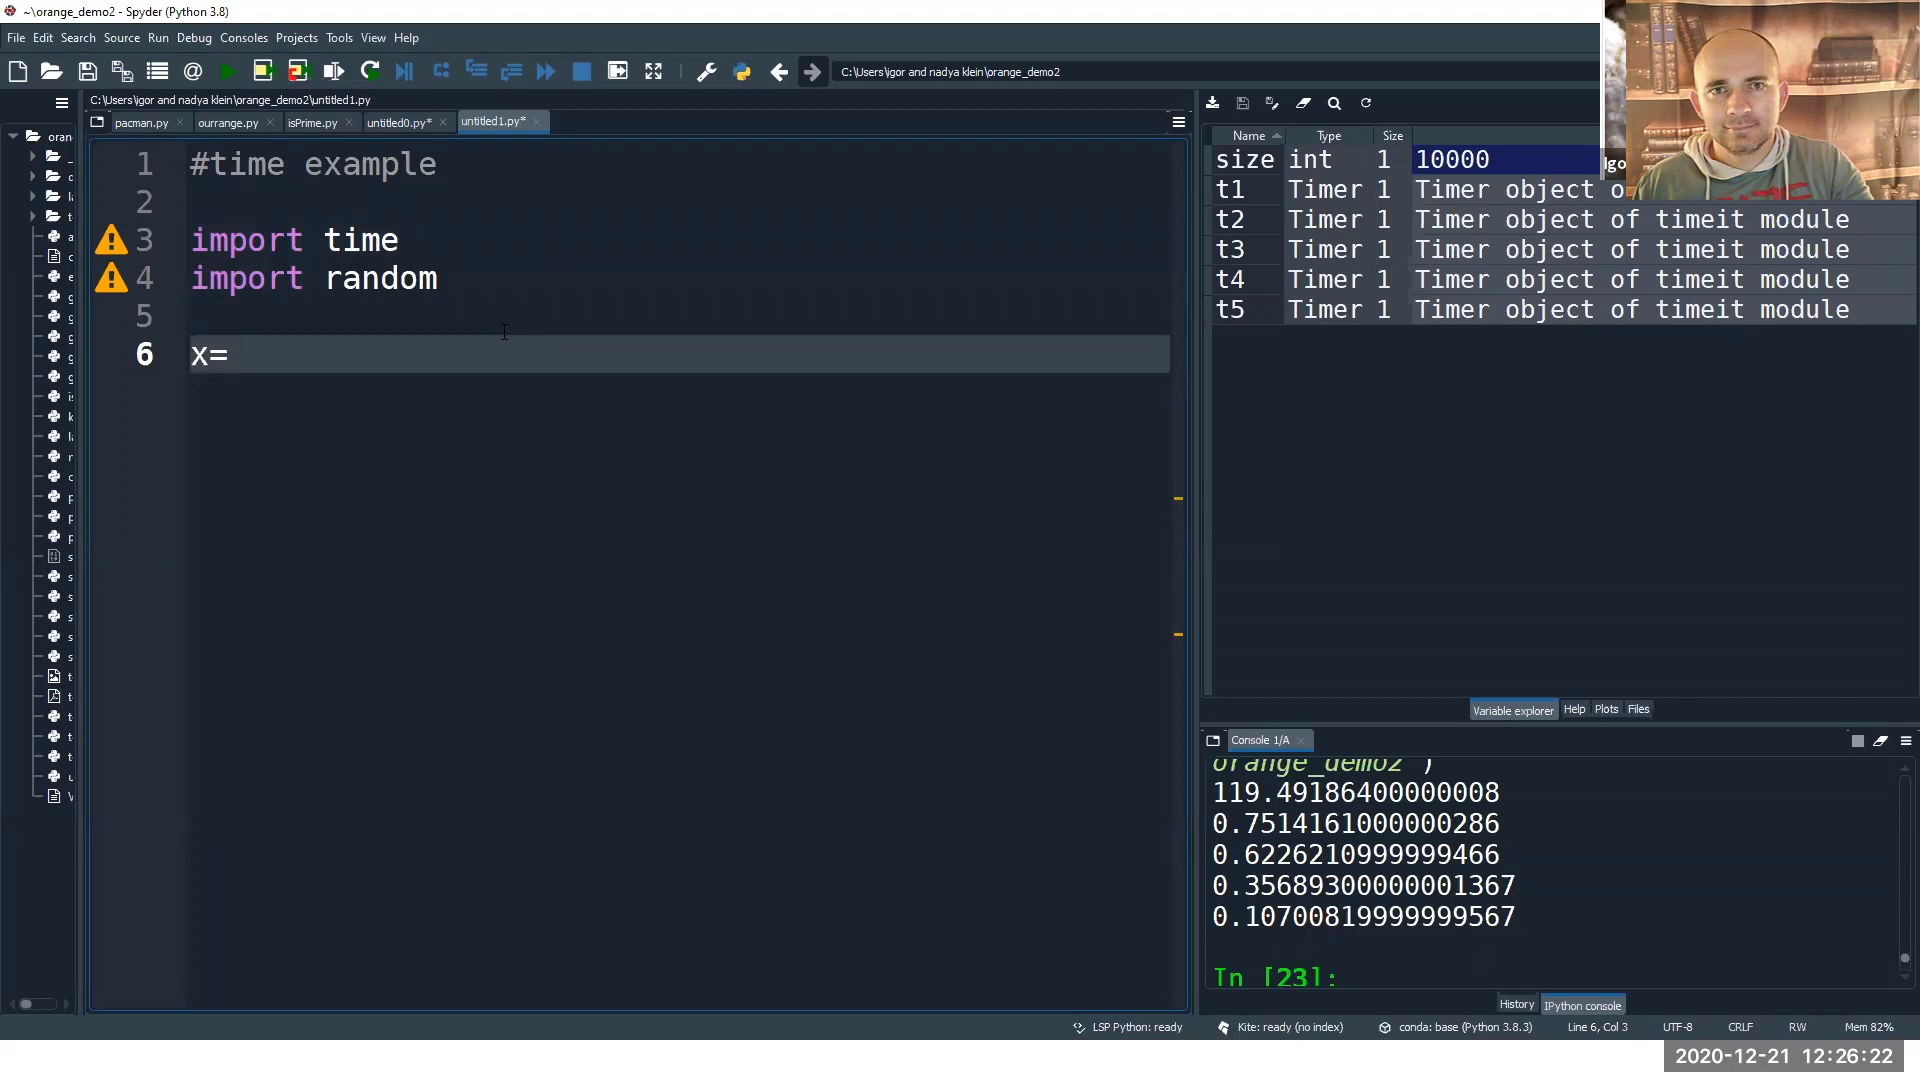 ~\orange_demo2 - Spyder (Python 3.8)
File Edit Search Source Run Debug Consoles Projects Tools View Help
C:\Users\igor and nadya klein\orange_demo2
C:\Users\igor and nadya klein\orange_demo2\untitled1.py
pacman.py ourrange.py isPrime.py untitled0.py* untitled1.py*
1 #time example
2
3 import time
4 import random
5
6 x=
Name Type Size
size int 1 10000
t1 Timer 1 Timer object o
t2 Timer 1 Timer object of timeit module
t3 Timer 1 Timer object of timeit module
t4 Timer 1 Timer object of timeit module
t5 Timer 1 Timer object of timeit module
Igo
oran
Variable explorer Help Plots Files
Console 1/A
orange_demo2')
119.49186400000008
0.7514161000000286
0.6226210999999466
0.35689300000001367
0.10700819999999567
In [23]:
History IPython console
LSP Python: ready Kite: ready (no index) conda: base (Python 3.8.3) Line 6, Col 3 UTF-8 CRLF RW Mem 82%
2020-12-21 12:26:22